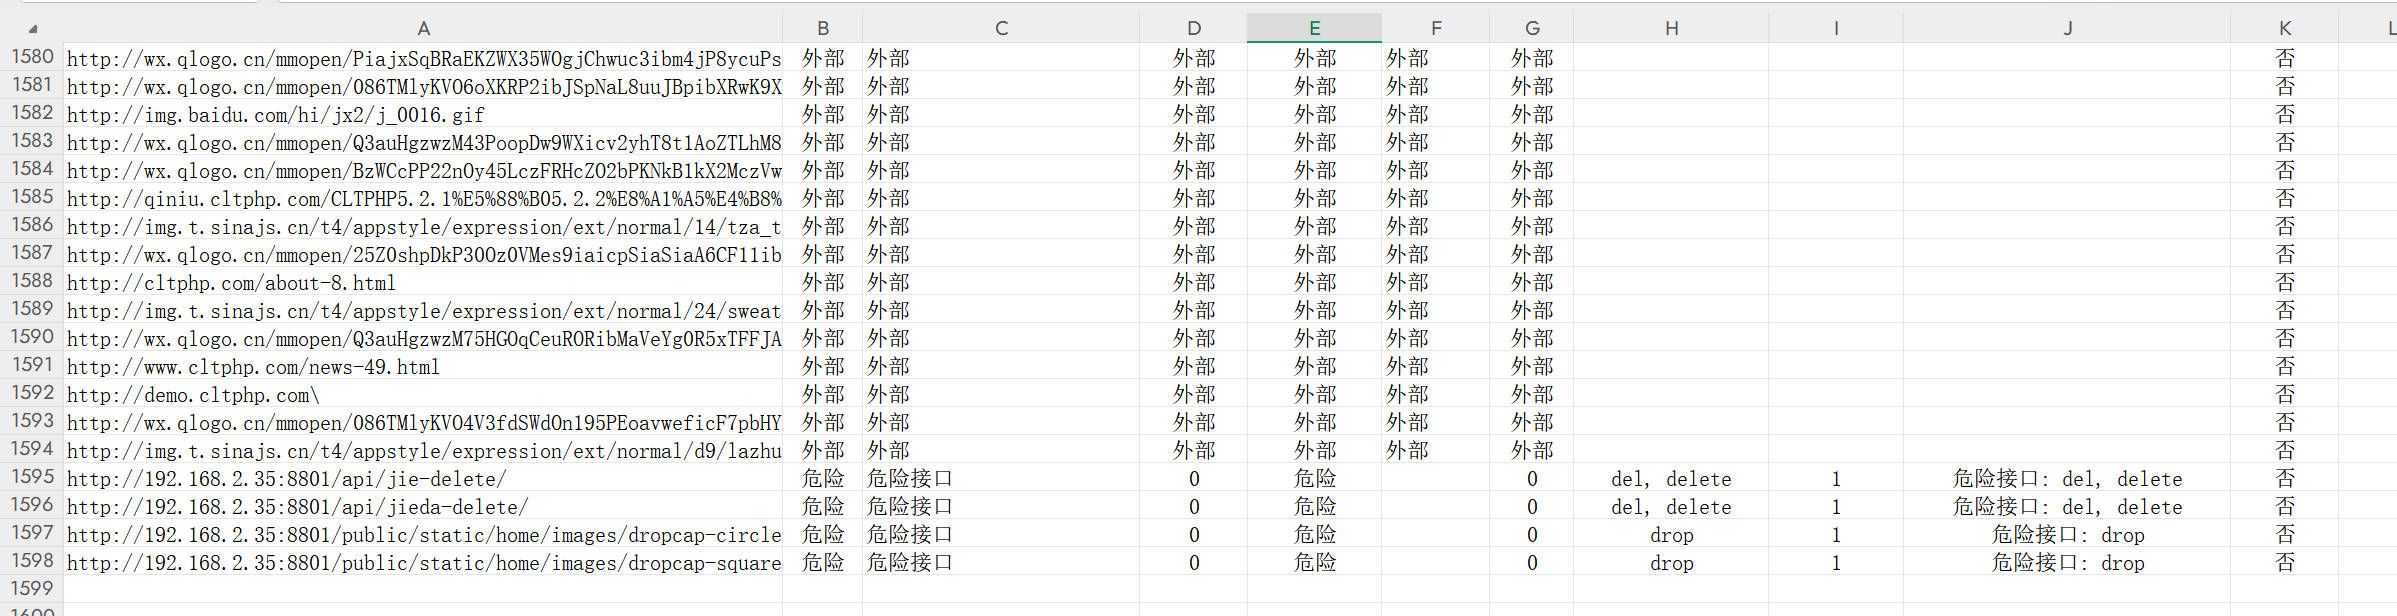 A B C D E F G H I J K L
1580 http://wx.qlogo.cn/mmopen/PiajxSqBRaEKZWX35WOgjChwuc3ibm4jP8ycuPs 外部 外部 外部 外部 外部 外部 否
1581 http://wx.qlogo.cn/mmopen/086TMlyKVO6oXKRP2ibJSpNaL8uuJBpibXRwK9X 外部 外部 外部 外部 外部 外部 否
1582 http://img.baidu.com/hi/jx2/j_0016.gif 外部 外部 外部 外部 外部 外部 否
1583 http://wx.qlogo.cn/mmopen/Q3auHgzwzM43PoopDw9WXicv2yhT8t1AoZTLhM8 外部 外部 外部 外部 外部 外部 否
1584 http://wx.qlogo.cn/mmopen/BzWCcPP22nOy45LczFRHcZO2bPKNkB1kX2MczVw 外部 外部 外部 外部 外部 外部 否
1585 http://qiniu.cltphp.com/CLTPHP5.2.1%E5%88%B05.2.2%E8%A1%A5%E4%B8% 外部 外部 外部 外部 外部 外部 否
1586 http://img.t.sinajs.cn/t4/appstyle/expression/ext/normal/14/tza_t 外部 外部 外部 外部 外部 外部 否
1587 http://wx.qlogo.cn/mmopen/25Z0shpDkP3OOz0VMes9iaicpSiaSiaA6CF11ib 外部 外部 外部 外部 外部 外部 否
1588 http://cltphp.com/about-8.html 外部 外部 外部 外部 外部 外部 否
1589 http://img.t.sinajs.cn/t4/appstyle/expression/ext/normal/24/sweat 外部 外部 外部 外部 外部 外部 否
1590 http://wx.qlogo.cn/mmopen/Q3auHgzwzM75HGOqCeuRORibMaVeYgOR5xTFFJA 外部 外部 外部 外部 外部 外部 否
1591 http://www.cltphp.com/news-49.html 外部 外部 外部 外部 外部 外部 否
1592 http://demo.cltphp.com\ 外部 外部 外部 外部 外部 外部 否
1593 http://wx.qlogo.cn/mmopen/086TMlyKVO4V3fdSWdOn195PEoavweficF7pbHY 外部 外部 外部 外部 外部 外部 否
1594 http://img.t.sinajs.cn/t4/appstyle/expression/ext/normal/d9/lazhu 外部 外部 外部 外部 外部 外部 否
1595 http://192.168.2.35:8801/api/jie-delete/ 危险 危险接口 0 危险 0 del, delete 1 危险接口: del, delete 否
1596 http://192.168.2.35:8801/api/jieda-delete/ 危险 危险接口 0 危险 0 del, delete 1 危险接口: del, delete 否
1597 http://192.168.2.35:8801/public/static/home/images/dropcap-circle 危险 危险接口 0 危险 0 drop 1 危险接口: drop 否
1598 http://192.168.2.35:8801/public/static/home/images/dropcap-square 危险 危险接口 0 危险 0 drop 1 危险接口: drop 否
1599
1600